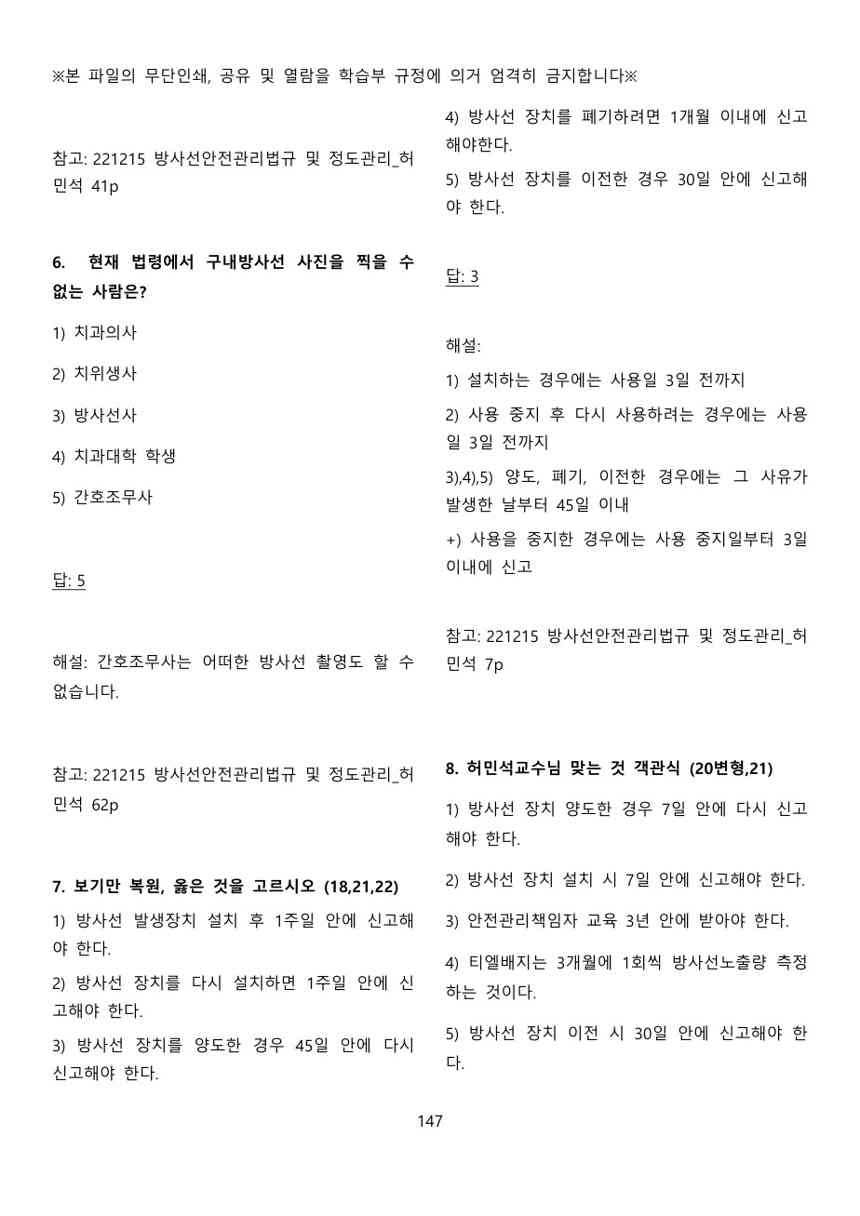 ※본 파일의 무단인쇄, 공유 및 열람을 학습부 규정에 의거 엄격히 금지합니다※
참고: 221215 방사선안전관리법규 및 정도관리_허
민석 41p
6. 현재 법령에서 구내방사선 사진을 찍을 수
없는 사람은?
1) 치과의사
2) 치위생사
3) 방사선사
4) 치과대학 학생
5) 간호조무사
답: 5
해설: 간호조무사는 어떠한 방사선 촬영도 할 수
없습니다.
참고: 221215 방사선안전관리법규 및 정도관리_허
민석 62p
7. 보기만 복원, 옳은 것을 고르시오 (18,21,22)
1) 방사선 발생장치 설치 후 1주일 안에 신고해
야 한다.
2) 방사선 장치를 다시 설치하면 1주일 안에 신
고해야 한다.
3) 방사선 장치를 양도한 경우 45일 안에 다시
신고해야 한다.
4) 방사선 장치를 폐기하려면 1개월 이내에 신고
해야한다.
5) 방사선 장치를 이전한 경우 30일 안에 신고해
야 한다.
답: 3
해설:
1) 설치하는 경우에는 사용일 3일 전까지
2) 사용 중지 후 다시 사용하려는 경우에는 사용
일 3일 전까지
3),4),5) 양도, 폐기, 이전한 경우에는 그 사유가
발생한 날부터 45일 이내
+) 사용을 중지한 경우에는 사용 중지일부터 3일
이내에 신고
참고: 221215 방사선안전관리법규 및 정도관리_허
민석 7p
8. 허민석교수님 맞는 것 객관식 (20변형,21)
1) 방사선 장치 양도한 경우 7일 안에 다시 신고
해야 한다.
2) 방사선 장치 설치 시 7일 안에 신고해야 한다.
3) 안전관리책임자 교육 3년 안에 받아야 한다.
4) 티엘배지는 3개월에 1회씩 방사선노출량 측정
하는 것이다.
5) 방사선 장치 이전 시 30일 안에 신고해야 한
다.
147